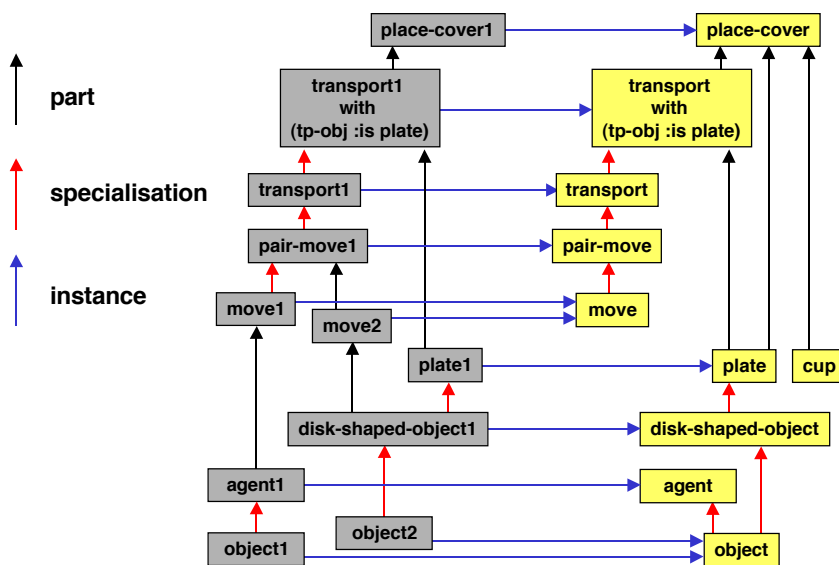 place-cover1
place-cover
part
transport1
with
(tp-obj :is plate)
transport
with
(tp-obj :is plate)
specialisation
transport1
transport
pair-move1
pair-move
instance
move1
move2
move
plate1
plate
cup
disk-shaped-object1
disk-shaped-object
agent1
agent
object1
object2
object